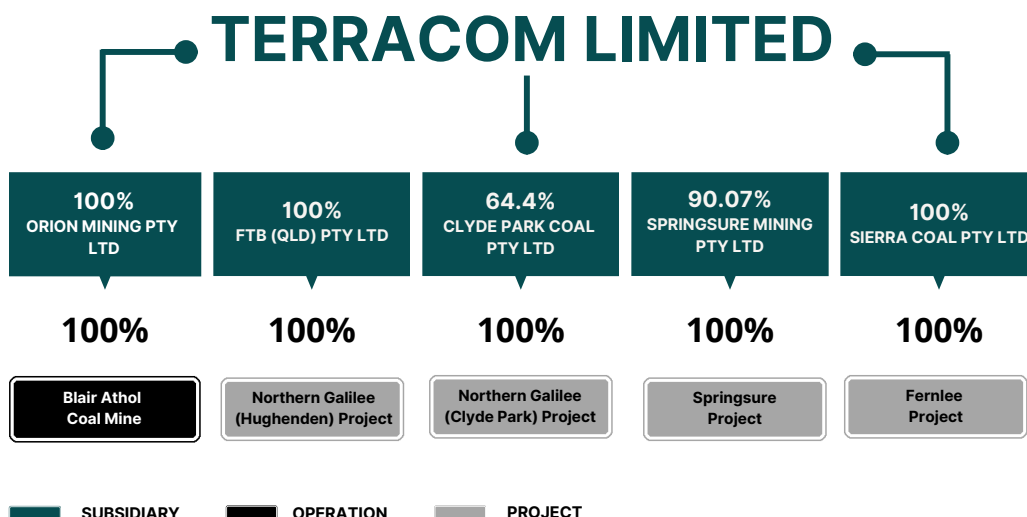 TERRACOM LIMITED
100%
ORION MINING PTY
LTD
100%
FTB (QLD) PTY LTD
64.4%
CLYDE PARK COAL
PTY LTD
90.07%
SPRINGSURE MINING
PTY LTD
100%
SIERRA COAL PTY LTD
100%
100%
100%
100%
100%
Blair Athol
Coal Mine
Northern Galilee
(Hughenden) Project
Northern Galilee
(Clyde Park) Project
Springsure
Project
Fernlee
Project
SUBSIDIARY
OPERATION
PROJECT